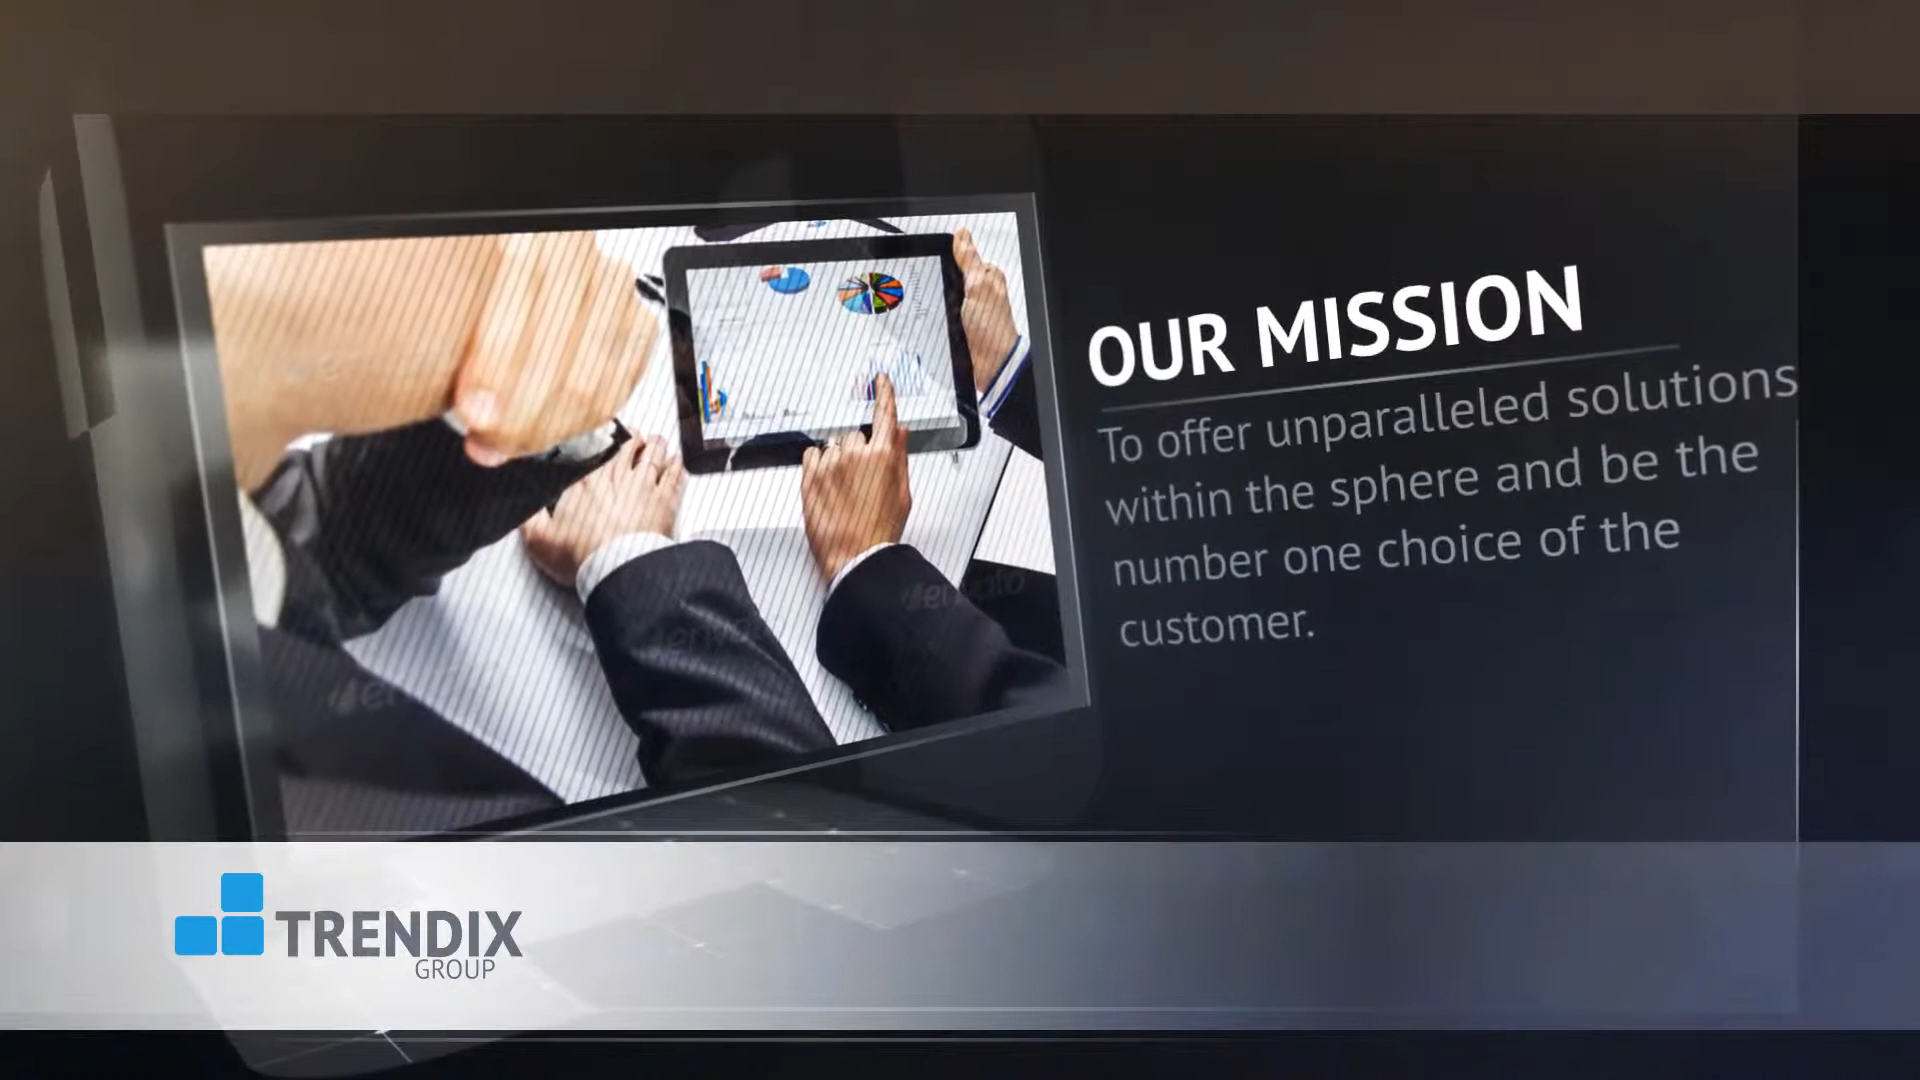 OUR MISSION
To offer unparalleled solutions
within the sphere and be the
number one choice of the
customer.
envato
TRENDIX
GROUP